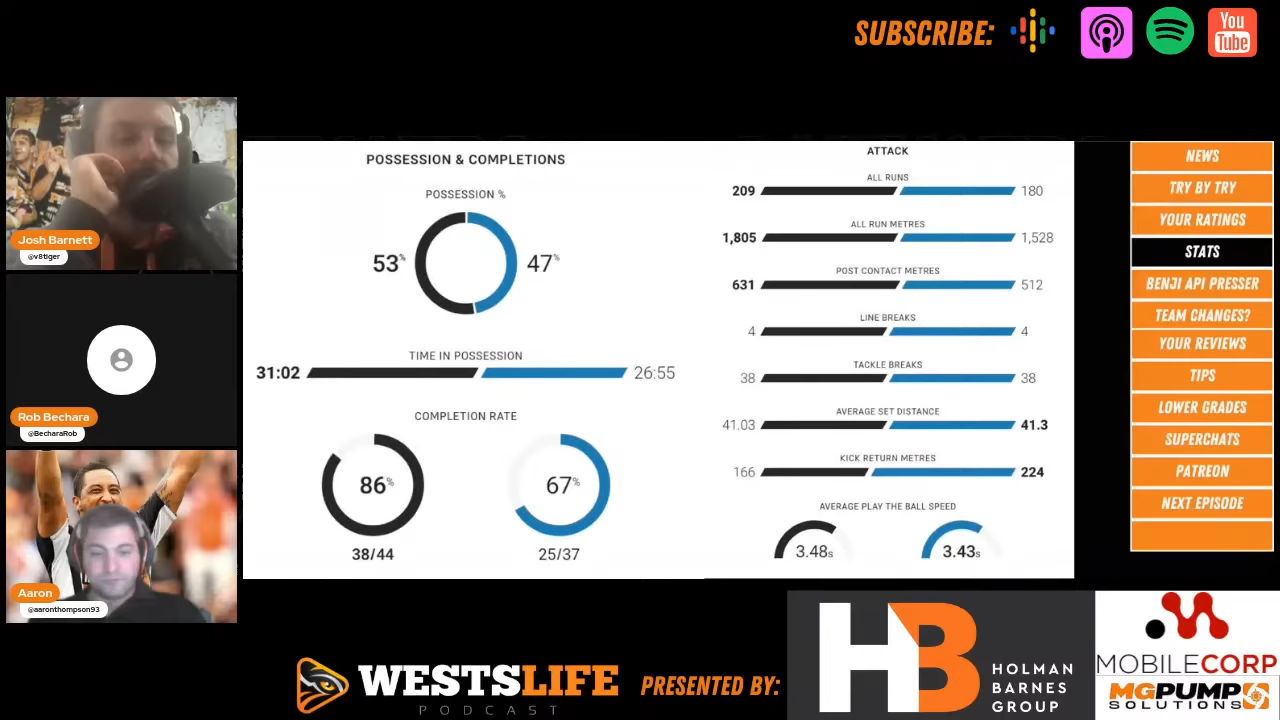 SUBSCRIBE:
You
Tube
Josh Barnett
@v8tiger
Rob Bechara
@BecharaRob
Aaron
@aaronthompson93
POSSESSION & COMPLETIONS
POSSESSION %
53%
47%
TIME IN POSSESSION
31:02
26:55
COMPLETION RATE
86%
67%
38/44
25/37
ATTACK
ALL RUNS
209
180
ALL RUN METRES
1,805
1,528
POST CONTACT METRES
631
512
LINE BREAKS
4
4
TACKLE BREAKS
38
38
AVERAGE SET DISTANCE
41.03
41.3
KICK RETURN METRES
166
224
AVERAGE PLAY THE BALL SPEED
3.48s
3.43s
NEWS
TRY BY TRY
YOUR RATINGS
STATS
BENJI API PRESSER
TEAM CHANGES?
YOUR REVIEWS
TIPS
LOWER GRADES
SUPERCHATS
PATREON
NEXT EPISODE
WESTSLIFE
PODCAST
PRESENTED BY:
HB
HOLMAN
BARNES
GROUP
MOBILECORP
MGPUMP
SOLUTIONS